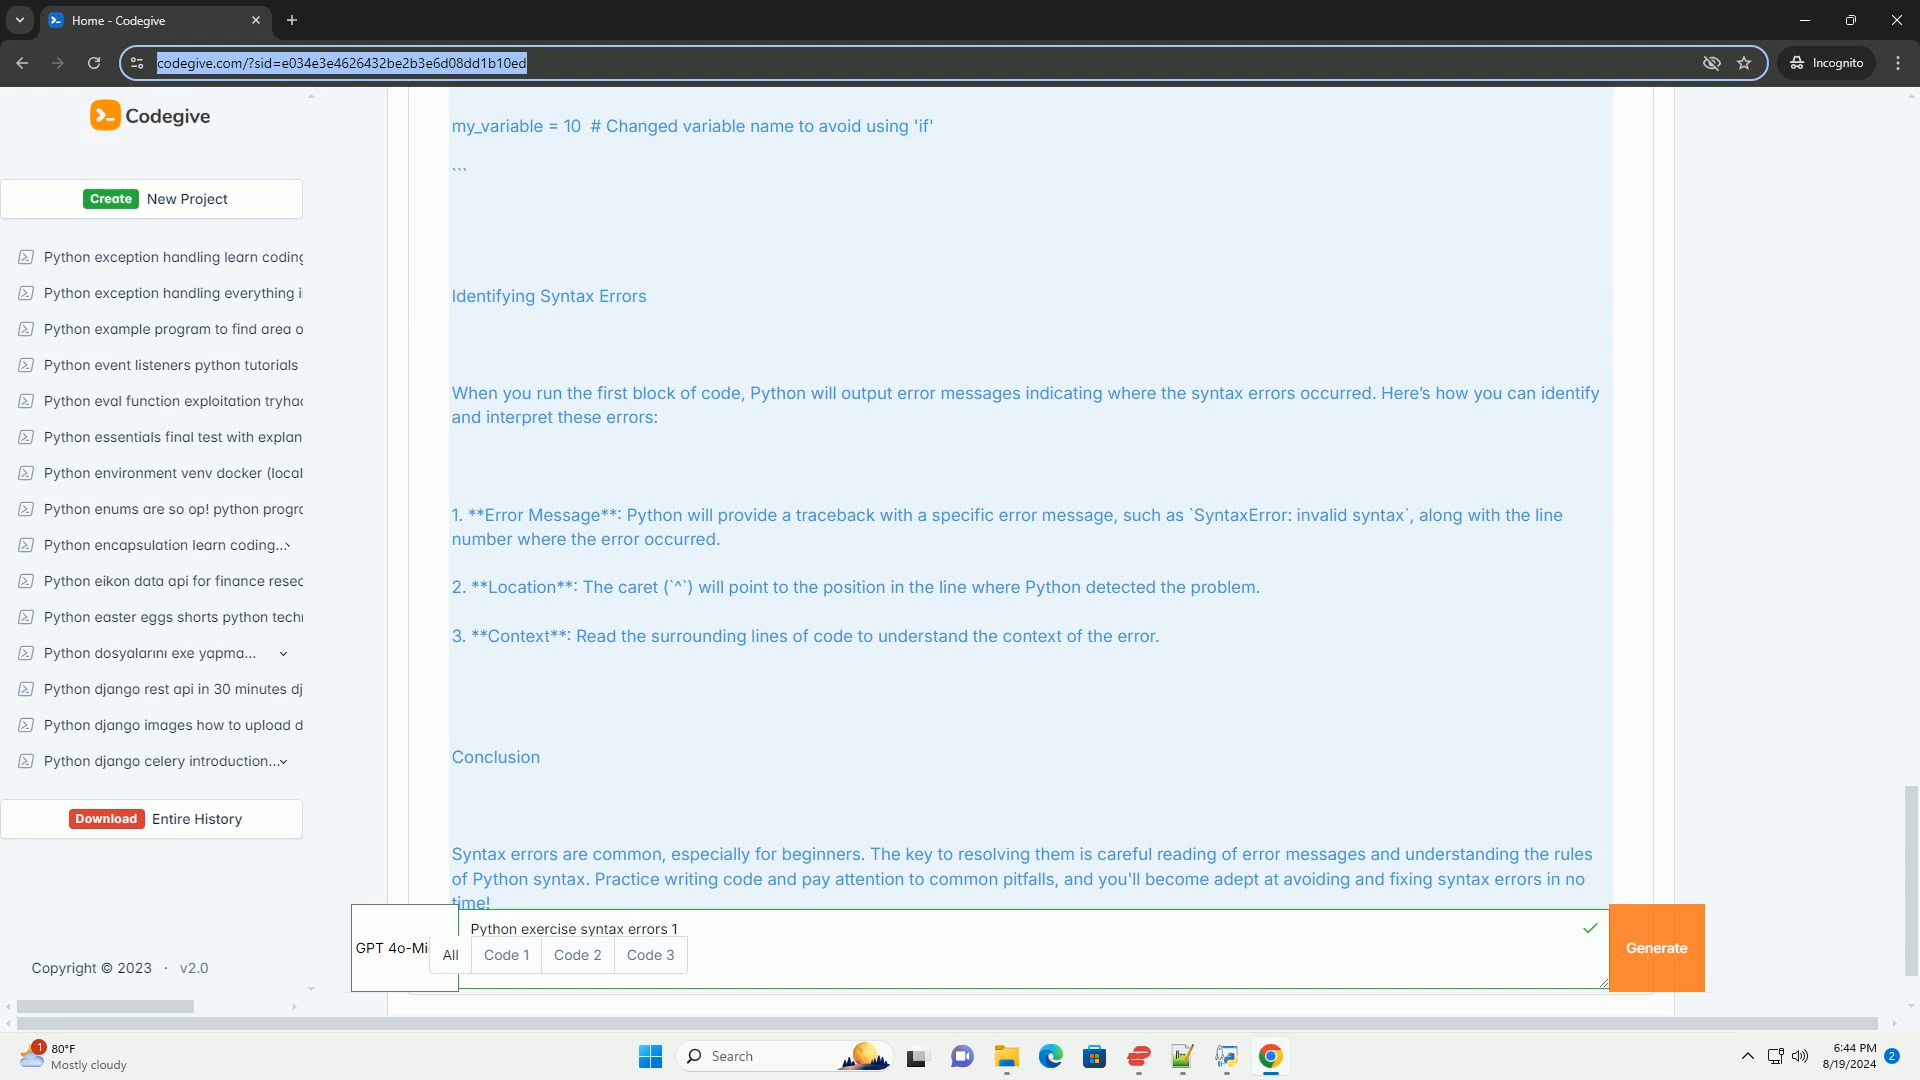 Home - Codegive
codegive.com/?sid=e034e3e4626432be2b3e6d08dd1b10ed
Incognito
Codegive
Create New Project
Python exception handling learn coding
Python exception handling everything i
Python example program to find area o
Python event listeners python tutorials
Python eval function exploitation tryhac
Python essentials final test with explan
Python environment venv docker (local
Python enums are so op! python progra
Python encapsulation learn coding...
Python eikon data api for finance resea
Python easter eggs shorts python techn
Python dosyalarını exe yapma...
Python django rest api in 30 minutes dj
Python django images how to upload d
Python django celery introduction...
Download Entire History
Copyright © 2023 · v2.0
my_variable = 10  # Changed variable name to avoid using 'if'
```
Identifying Syntax Errors
When you run the first block of code, Python will output error messages indicating where the syntax errors occurred. Here’s how you can identify
and interpret these errors:
1. **Error Message**: Python will provide a traceback with a specific error message, such as `SyntaxError: invalid syntax`, along with the line
number where the error occurred.
2. **Location**: The caret (`^`) will point to the position in the line where Python detected the problem.
3. **Context**: Read the surrounding lines of code to understand the context of the error.
Conclusion
Syntax errors are common, especially for beginners. The key to resolving them is careful reading of error messages and understanding the rules
of Python syntax. Practice writing code and pay attention to common pitfalls, and you'll become adept at avoiding and fixing syntax errors in no
time!
Python exercise syntax errors 1
GPT 4o-Mi
All Code 1 Code 2 Code 3
Generate
1
80°F
Mostly cloudy
Search
6:44 PM
8/19/2024
2